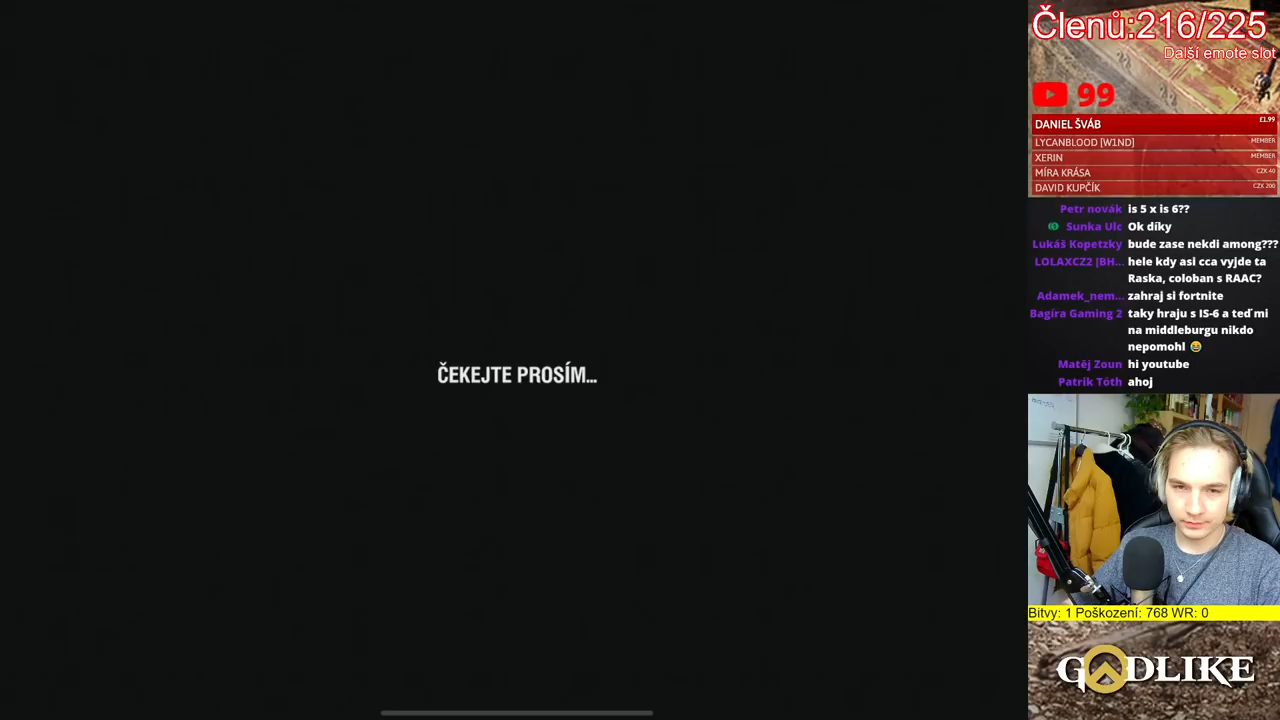 Členů:216/225
Další emote slot
99
DANIEL ŠVÁB £1.99
LYCANBLOOD [W1ND] MEMBER
XERIN MEMBER
MÍRA KRÁSA CZK 40
DAVID KUPČÍK CZK 200
Petr novák is 5 x is 6??
Sunka Ulc Ok díky
Lukáš Kopetzky bude zase nekdi among???
LOLAXCZ2 [BH... hele kdy asi cca vyjde ta
Raska, coloban s RAAC?
Adamek_nem... zahraj si fortnite
Bagíra Gaming 2 taky hraju s IS-6 a teď mi
na middleburgu nikdo
nepomohl 😂
Matěj Zoun hi youtube
Patrik Tóth ahoj
ČEKEJTE PROSÍM...
Bitvy: 1 Poškození: 768 WR: 0
GODLIKE